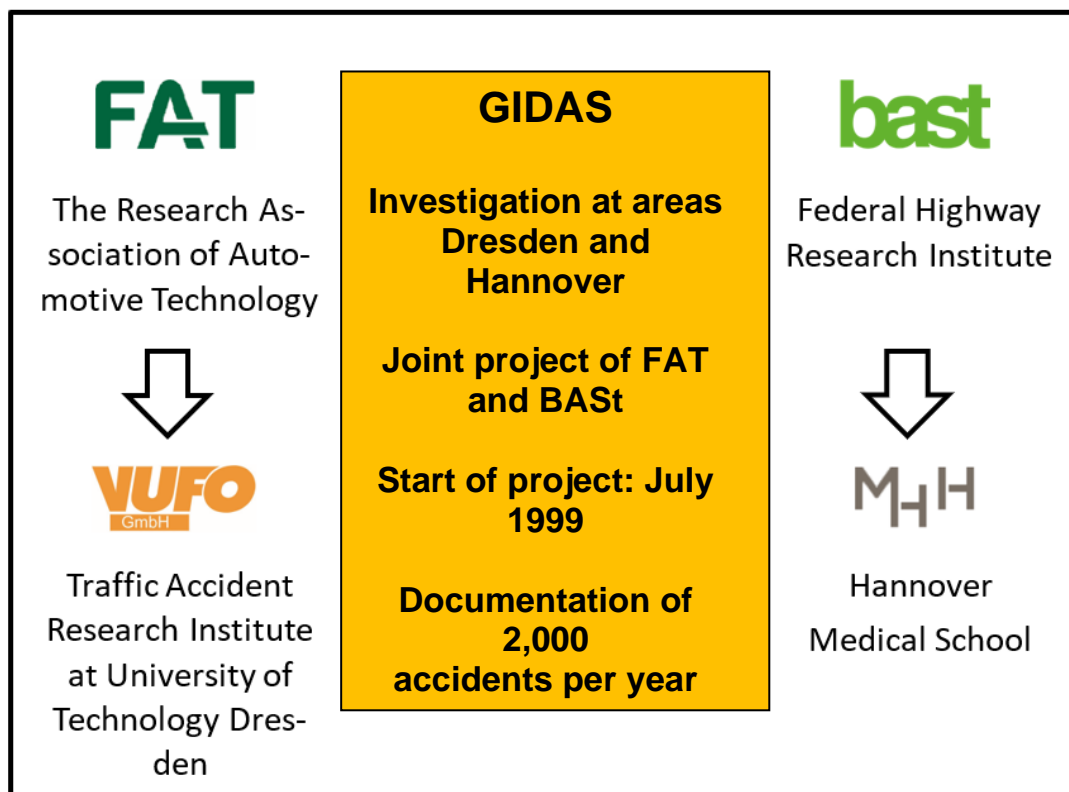 FAT
The Research As-
sociation of Auto-
motive Technology
VUFO
GmbH
Traffic Accident
Research Institute
at University of
Technology Dres-
den
GIDAS
Investigation at areas
Dresden and
Hannover
Joint project of FAT
and BASt
Start of project: July
1999
Documentation of
2,000
accidents per year
bast
Federal Highway
Research Institute
MHH
Hannover
Medical School